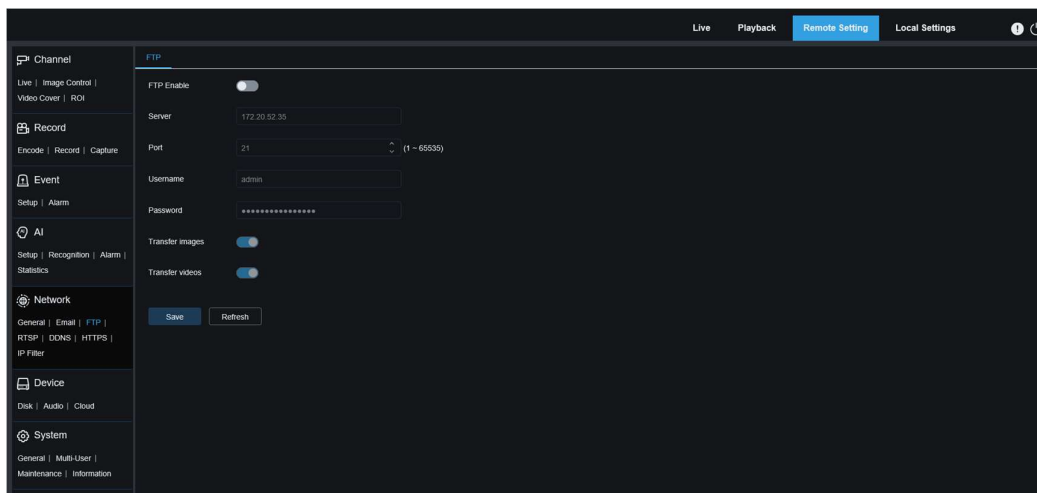 Live Playback Remote Setting Local Settings
Channel
Live | Image Control |
Video Cover | ROI
Record
Encode | Record | Capture
Event
Setup | Alarm
AI
Setup | Recognition | Alarm |
Statistics
Network
General | Email | FTP |
RTSP | DDNS | HTTPS |
IP Filter
Device
Disk | Audio | Cloud
System
General | Multi-User |
Maintenance | Information
FTP
FTP Enable
Server 172.20.52.35
Port 21 (1 ~ 65535)
Username admin
Password ••••••••••••••••
Transfer images
Transfer videos
Save Refresh